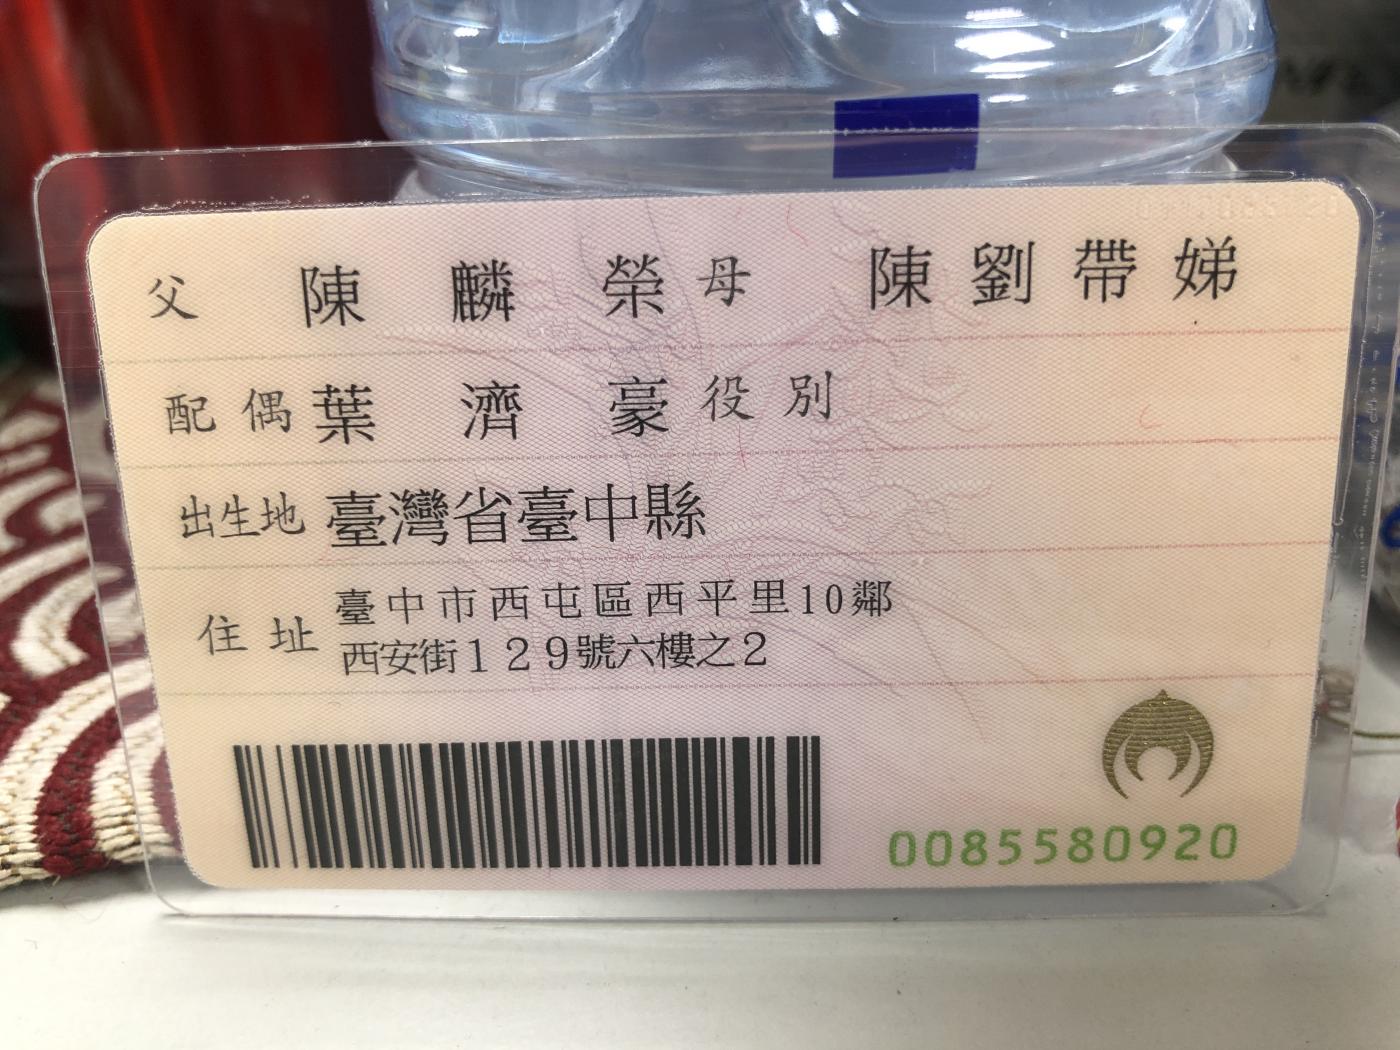 父 陳麟榮 母 陳劉帶娣
配偶 葉濟豪 役別
出生地 臺灣省臺中縣
住址 臺中市西屯區西平里10鄰
西安街129號六樓之2
0085580920